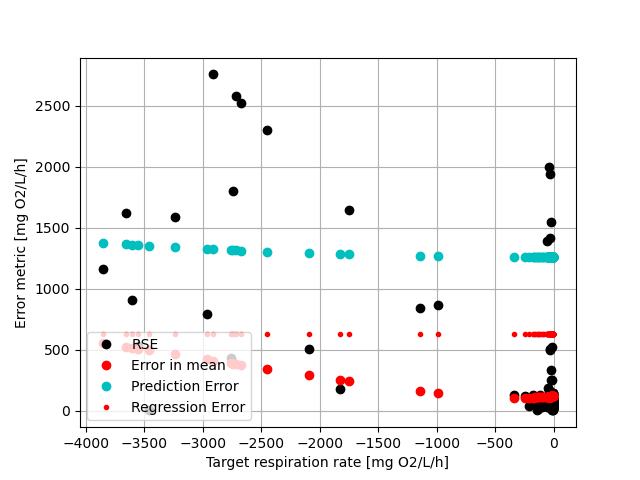 Error metric [mg O2/L/h]
2500
2000
1500
1000
500
0
RSE
Error in mean
Prediction Error
Regression Error
−4000 −3500 −3000 −2500 −2000 −1500 −1000 −500 0
Target respiration rate [mg O2/L/h]